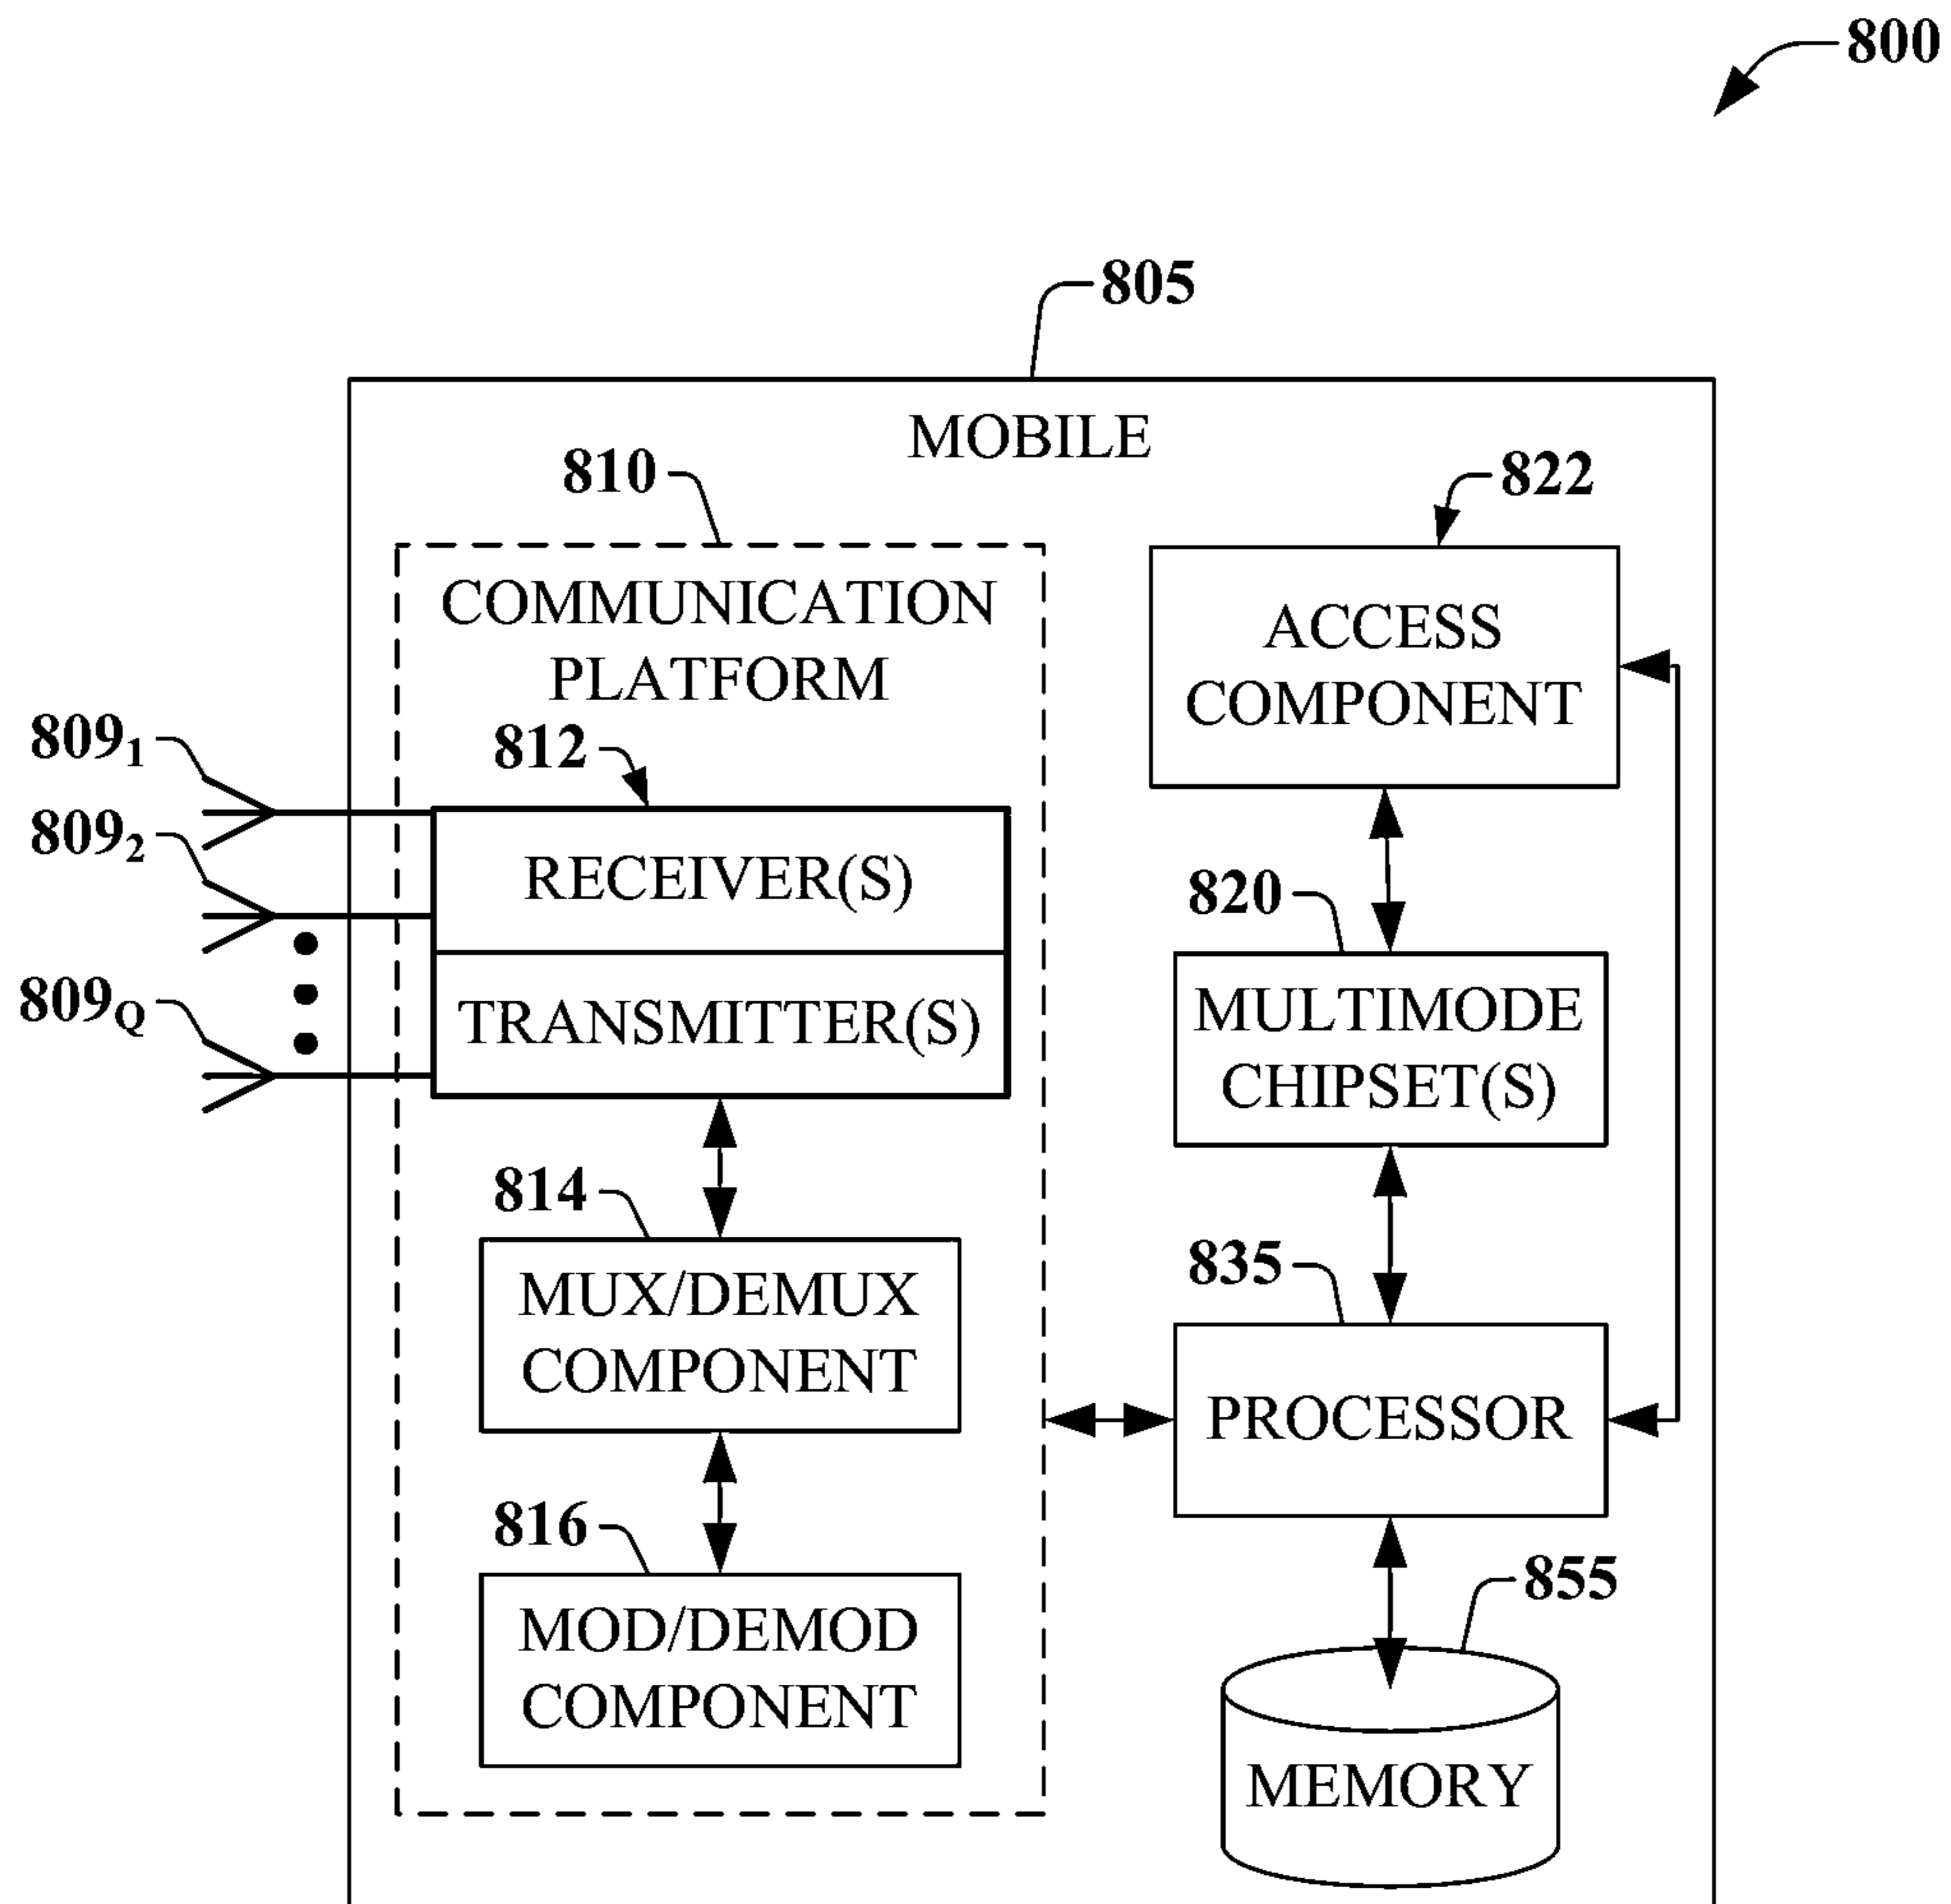 800
805
MOBILE
810
822
COMMUNICATION
PLATFORM
ACCESS
COMPONENT
809₁
812
809₂
RECEIVER(S)
820
809Q
TRANSMITTER(S)
MULTIMODE
CHIPSET(S)
814
835
MUX/DEMUX
COMPONENT
PROCESSOR
816
855
MOD/DEMOD
COMPONENT
MEMORY